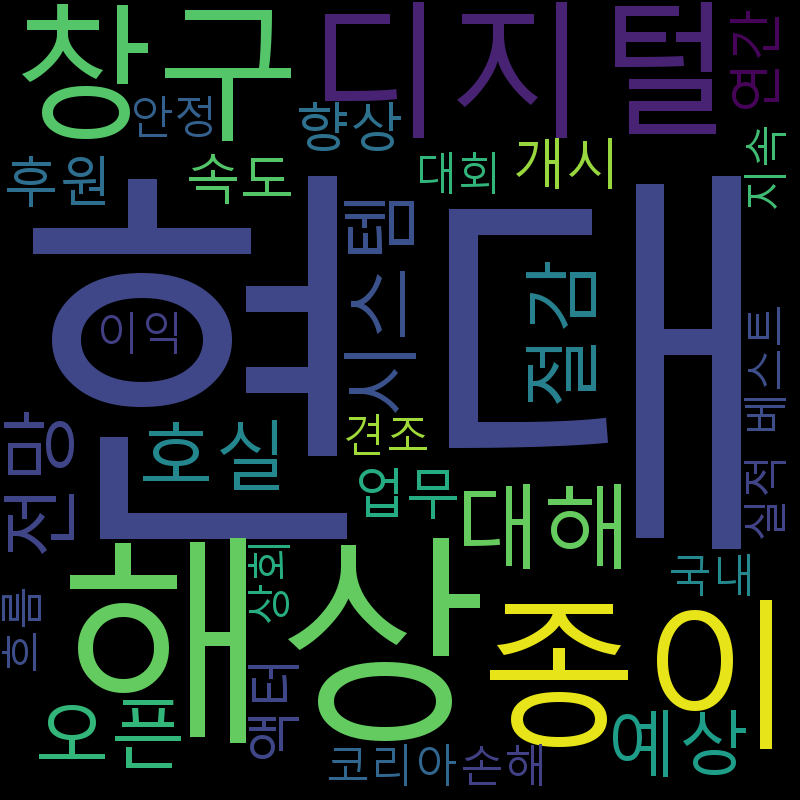 창구
디지털
연간
안정
향상
후원
속도
대회
개시
지속
현대
시스템
절감
이익
베스트
전망
호실
견조
업무
대해
실적
상회
국내
해상
종이
흐름
액터
오픈
예상
코리아
손해